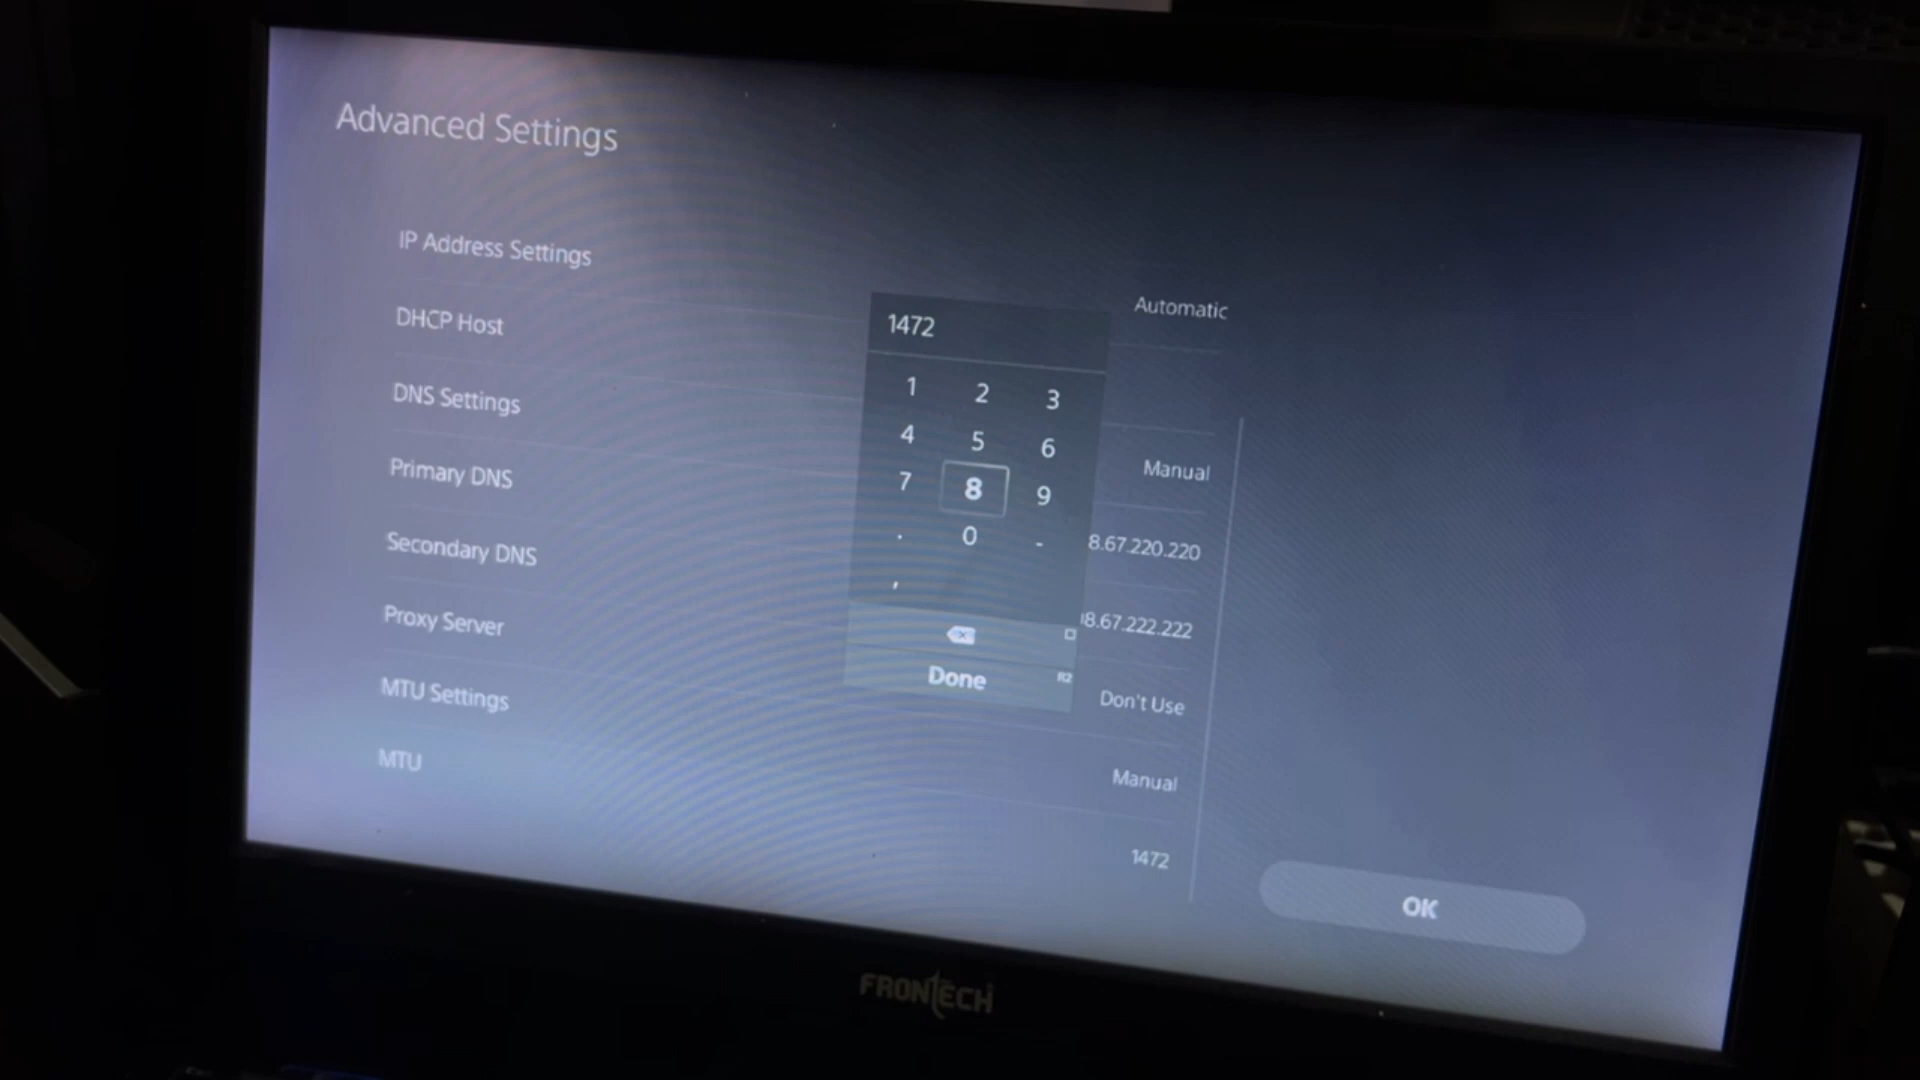 Advanced Settings
IP Address Settings
Automatic
DHCP Host
DNS Settings
Manual
Primary DNS
8.67.220.220
Secondary DNS
8.67.222.222
Proxy Server
Don't Use
MTU Settings
Manual
MTU
1472
1472
1 2 3
4 5 6
7 8 9
. 0 -
,
Done R2
OK
FRONTECH